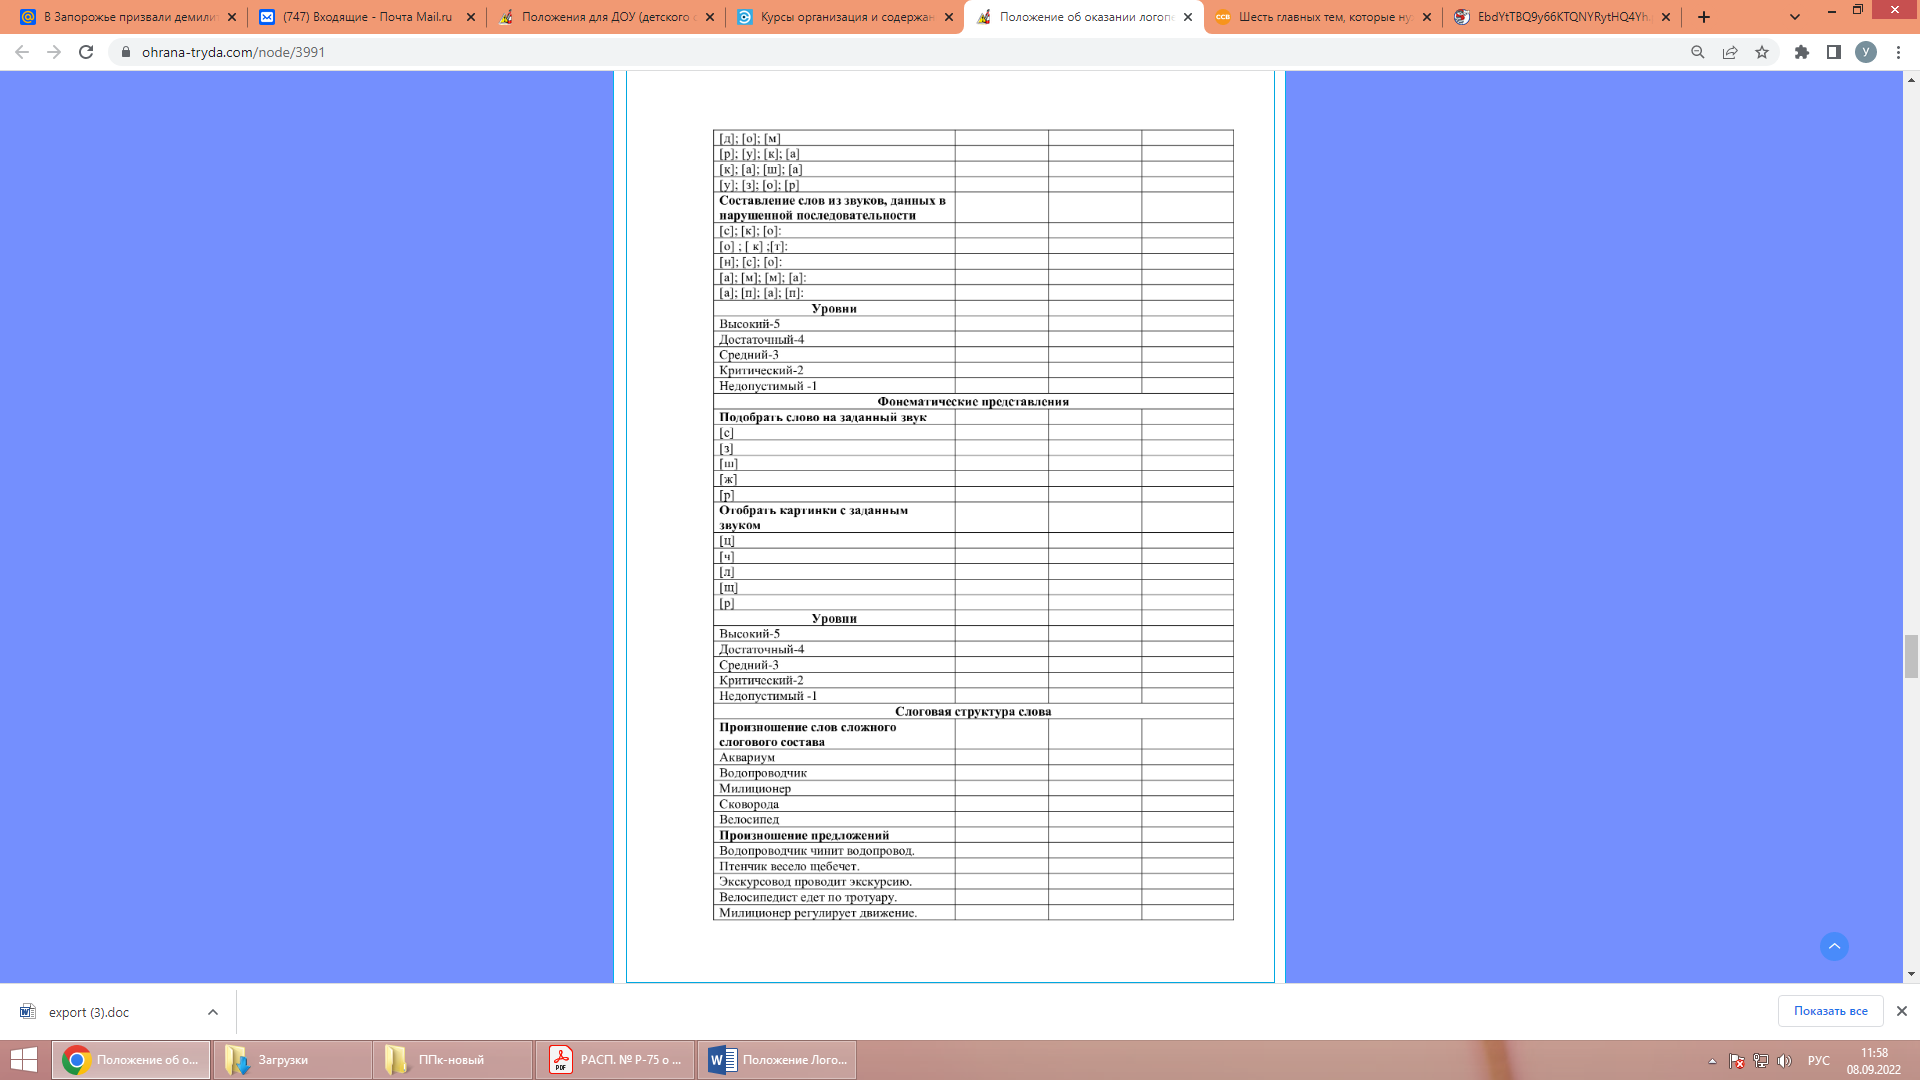 В Запорожье призвали демили
(747) Входящие - Почта Mail.ru
Положения для ДОУ (детского с
Курсы организация и содержан
Положение об оказании логопе
Шесть главных тем, которые ну
EbdYtTBQ9y66KTQNYRytHQ4Yh
ohrana-tryda.com/node/3991
У
[д]; [о]; [м]
[р]; [у]; [к]; [а]
[к]; [а]; [ш]; [а]
[у]; [з]; [о]; [р]
Составление слов из звуков, данных в
нарушенной последовательности
[с]; [к]; [о]:
[о] ; [ к] ;[т]:
[н]; [с]; [о]:
[а]; [м]; [м]; [а]:
[а]; [п]; [а]; [п]:
Уровни
Высокий-5
Достаточный-4
Средний-3
Критический-2
Недопустимый -1
Фонематические представления
Подобрать слово на заданный звук
[с]
[з]
[ш]
[ж]
[р]
Отобрать картинки с заданным
звуком
[ц]
[ч]
[л]
[щ]
[р]
Уровни
Высокий-5
Достаточный-4
Средний-3
Критический-2
Недопустимый -1
Слоговая структура слова
Произношение слов сложного
слогового состава
Аквариум
Водопроводчик
Милиционер
Сковорода
Велосипед
Произношение предложений
Водопроводчик чинит водопровод.
Птенчик весело щебечет.
Экскурсовод проводит экскурсию.
Велосипедист едет по тротуару.
Милиционер регулирует движение.
export (3).doc
Показать все
Положение об о...
Загрузки
ППк-новый
РАСП. № Р-75 о ...
Положение Лого...
РУС
11:58
08.09.2022